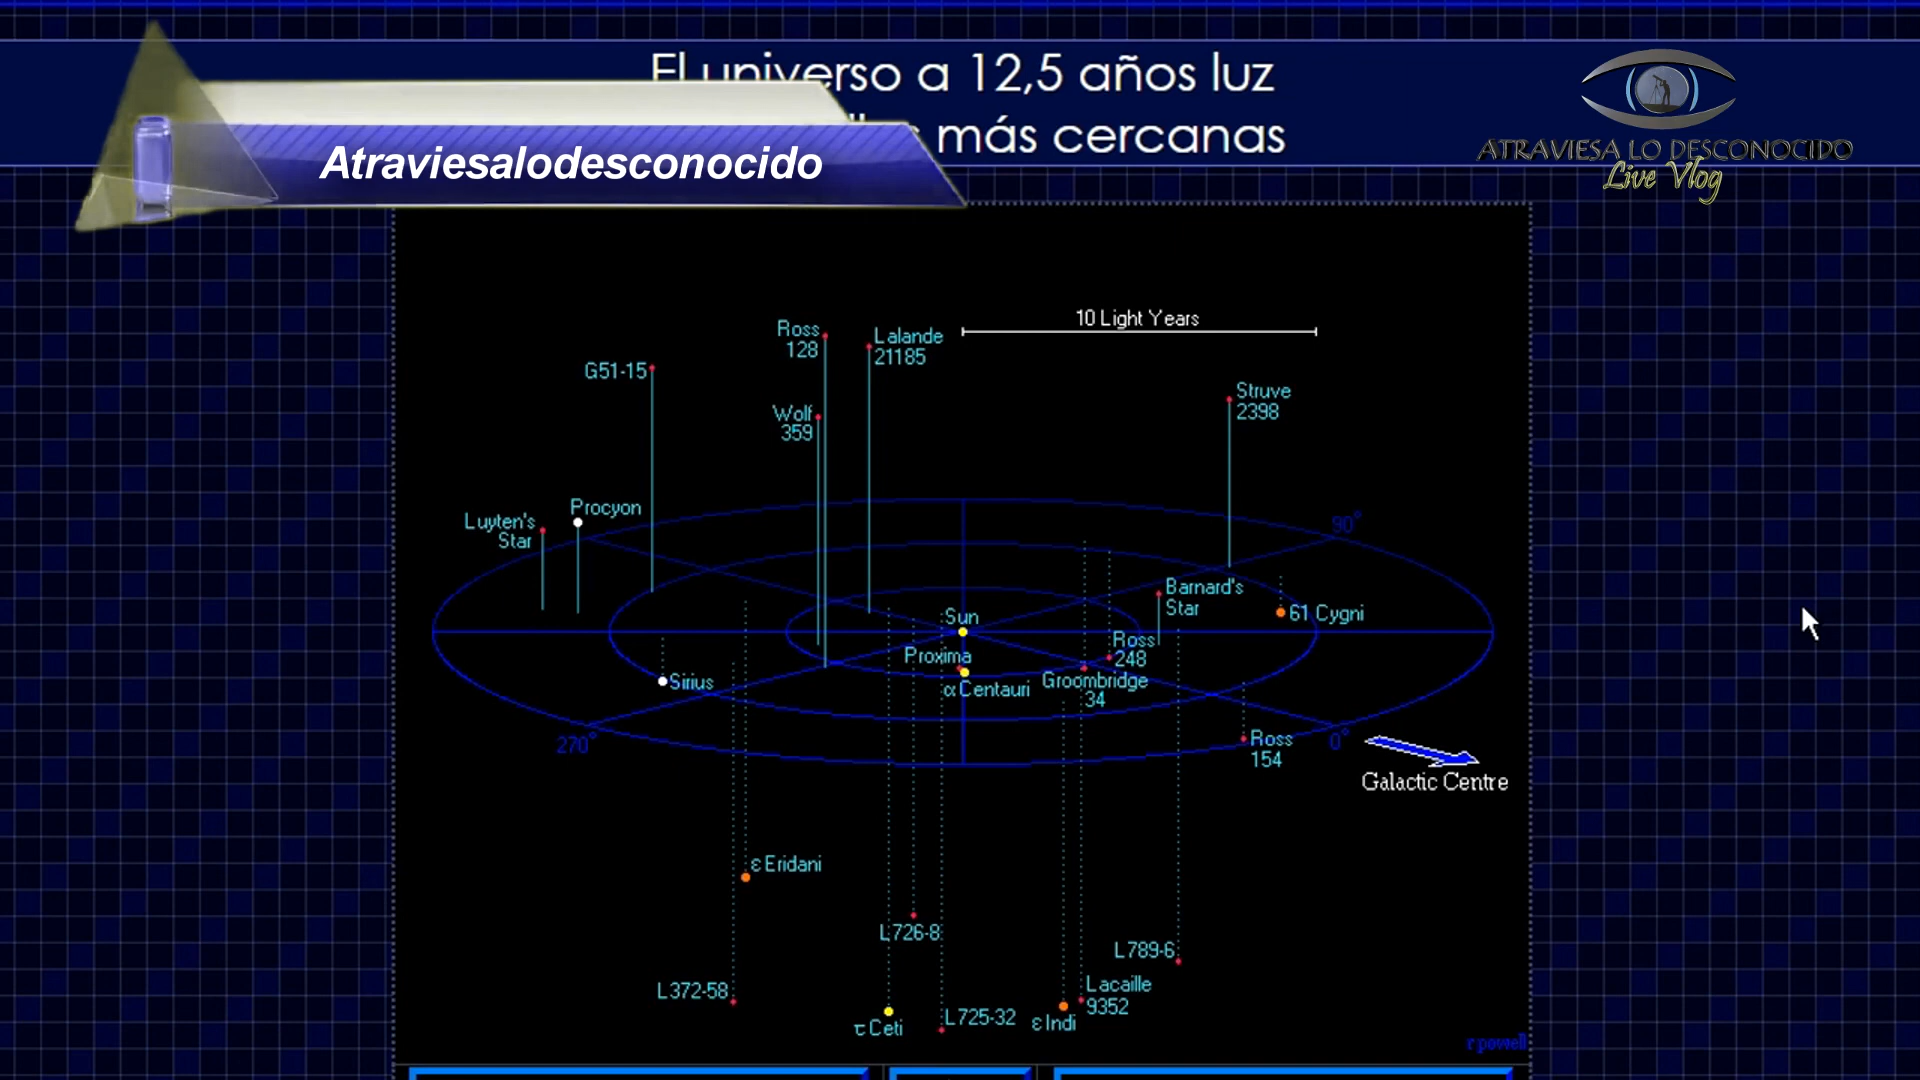 El universo a 12,5 años luz
más cercanas
Atraviesalodesconocido
ATRAVIESA LO DESCONOCIDO
Live Vlog
10 Light Years
Ross
128
Lalande
21185
G51-15
Wolf
359
Struve
2398
Luyten's
Star
Procyon
90°
Barnard's
Star
61 Cygni
Sun
Ross
248
Proxima
α Centauri
Groombridge
34
Sirius
270°
0°
Ross
154
Galactic Centre
ε Eridani
L726-8
L789-6
L372-58
Lacaille
9352
τ Ceti
L725-32
ε Indi
r powell